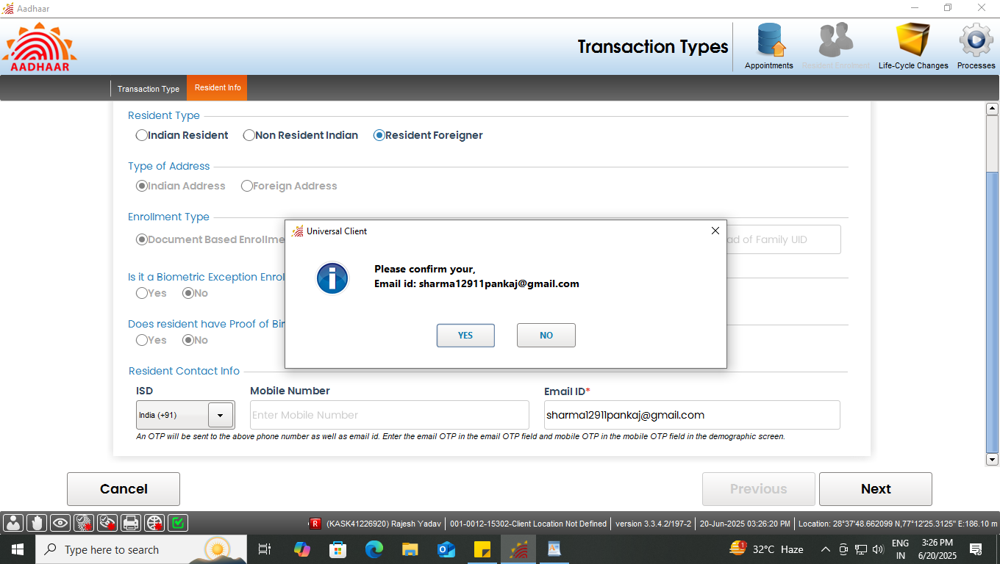 Aadhaar
AADHAAR
Transaction Types
Appointments
Resident Enrolment
Life-Cycle Changes
Processes
Transaction Type
Resident Info
Resident Type
Indian Resident
Non Resident Indian
Resident Foreigner
Type of Address
Indian Address
Foreign Address
Enrollment Type
Document Based Enrollme
ad of Family UID
Is it a Biometric Exception Enrol
Yes
No
Does resident have Proof of Bir
Yes
No
Universal Client
Please confirm your,
Email id: sharma12911pankaj@gmail.com
YES
NO
Resident Contact Info
ISD
Mobile Number
Email ID*
India (+91)
Enter Mobile Number
sharma12911pankaj@gmail.com
An OTP will be sent to the above phone number as well as email id. Enter the email OTP in the email OTP field and mobile OTP in the mobile OTP field in the demographic screen.
Cancel
Previous
Next
R
(KASK41226920) Rajesh Yadav
001-0012-15302-Client Location Not Defined
version 3.3.4.2/197-2
20-Jun-2025 03:26:20 PM
Location: 28°37'48.662099 N,77°12'25.3125" E:186.10 m
Type here to search
1
32°C Haze
ENG
IN
3:26 PM
6/20/2025